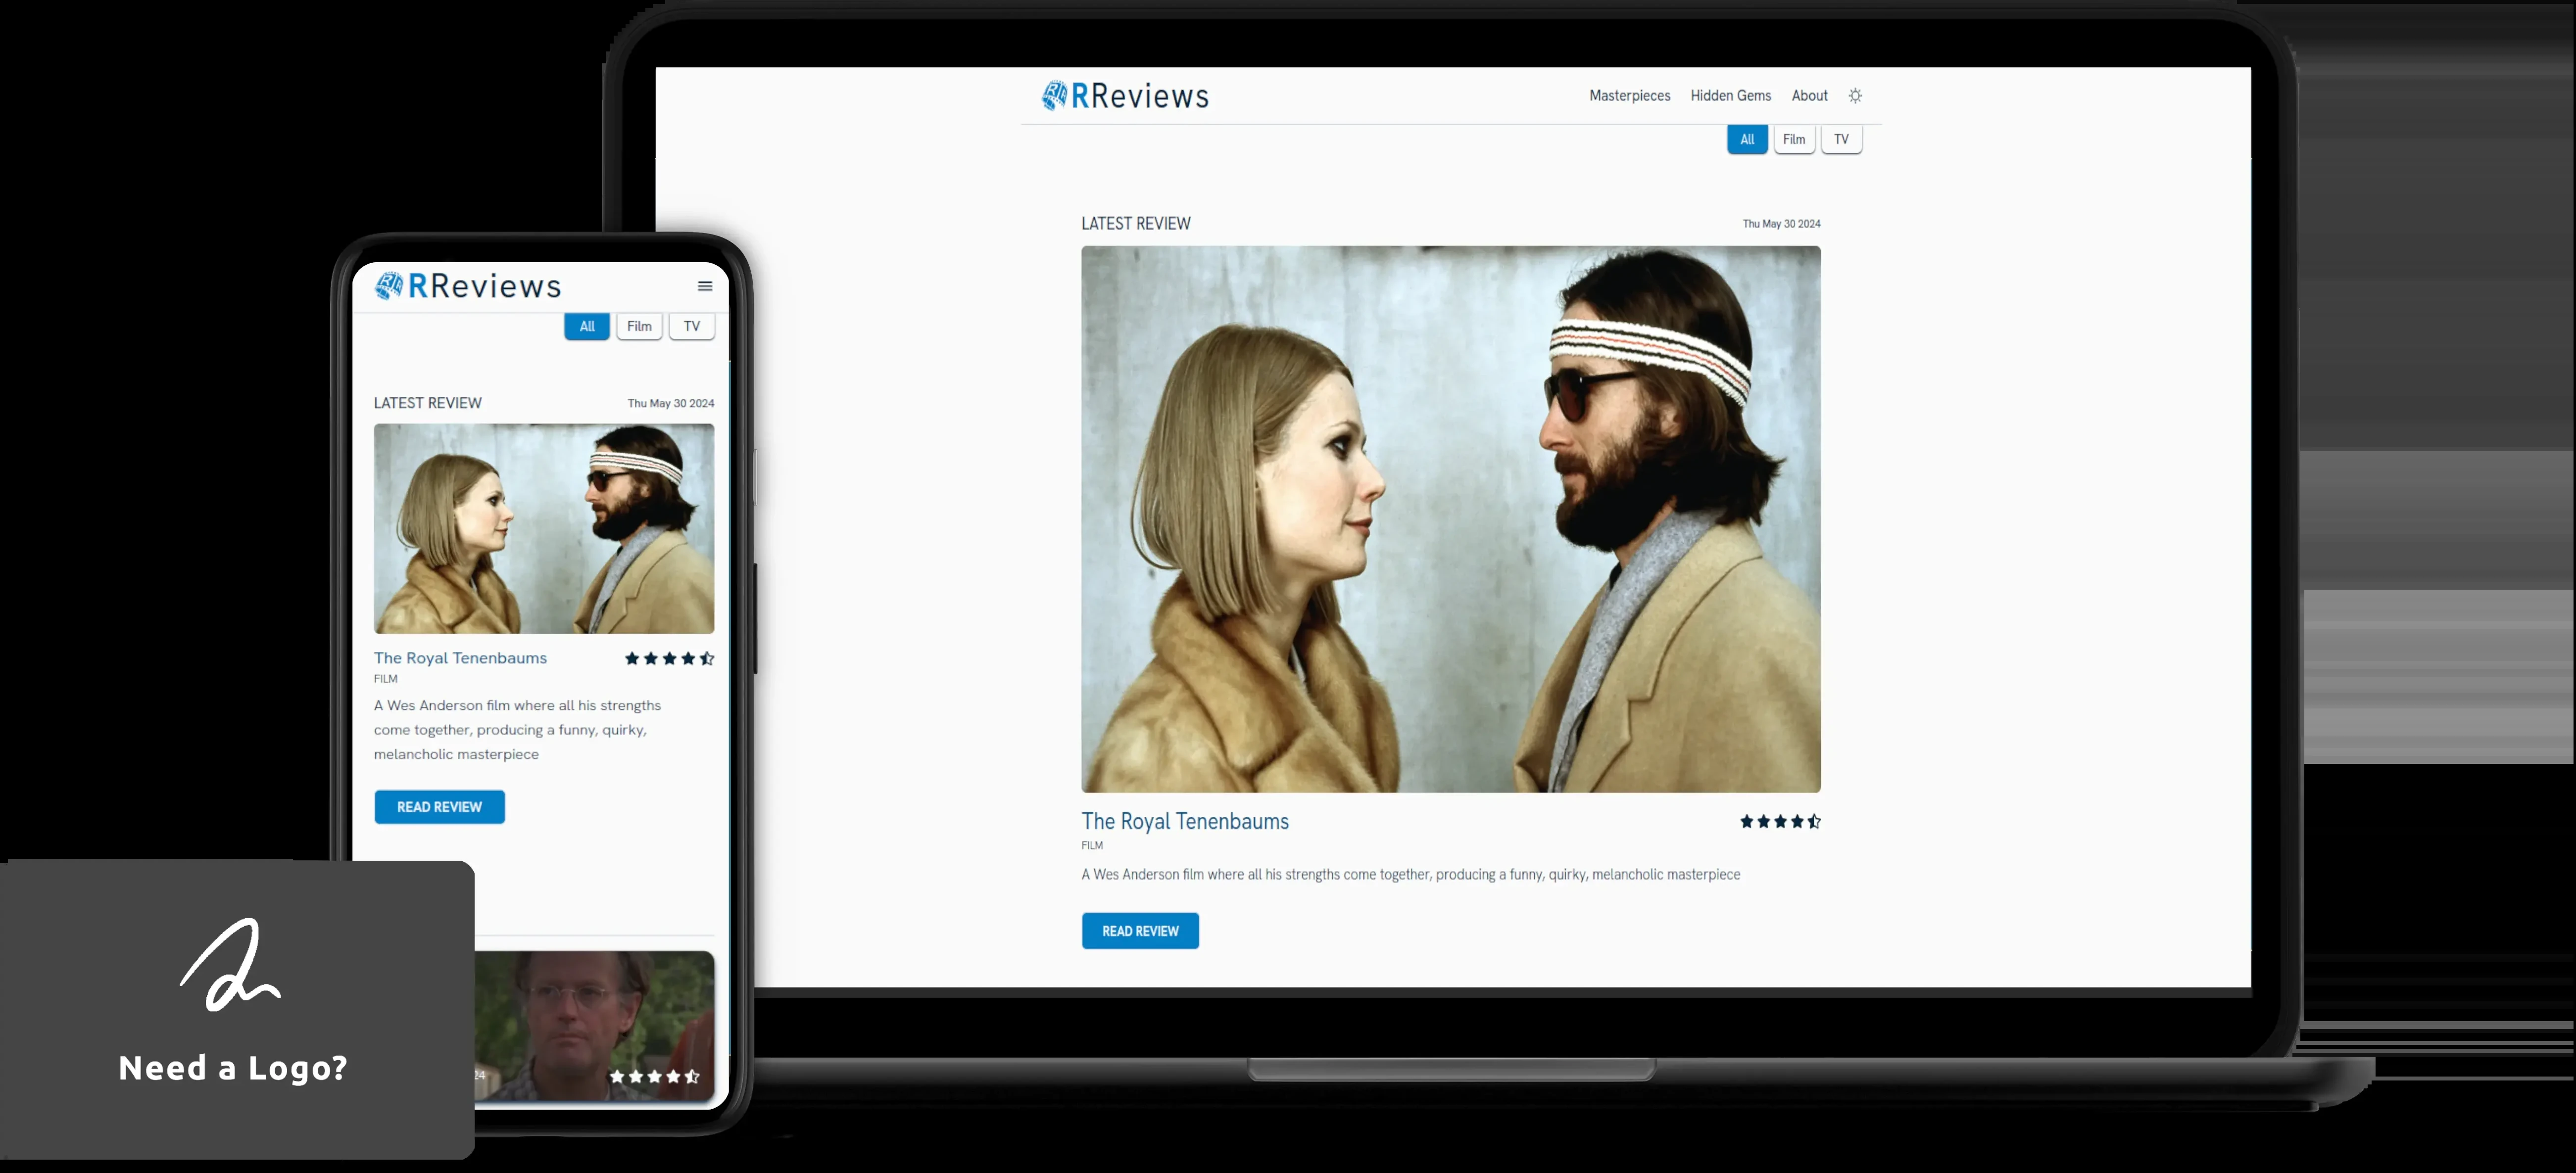 RReviews
Masterpieces Hidden Gems About
All Film TV
LATEST REVIEW
Thu May 30 2024
The Royal Tenenbaums
FILM
A Wes Anderson film where all his strengths come together, producing a funny, quirky, melancholic masterpiece
READ REVIEW
RReviews
All Film TV
LATEST REVIEW
Thu May 30 2024
The Royal Tenenbaums
FILM
A Wes Anderson film where all his strengths
come together, producing a funny, quirky,
melancholic masterpiece
READ REVIEW
24
Need a Logo?